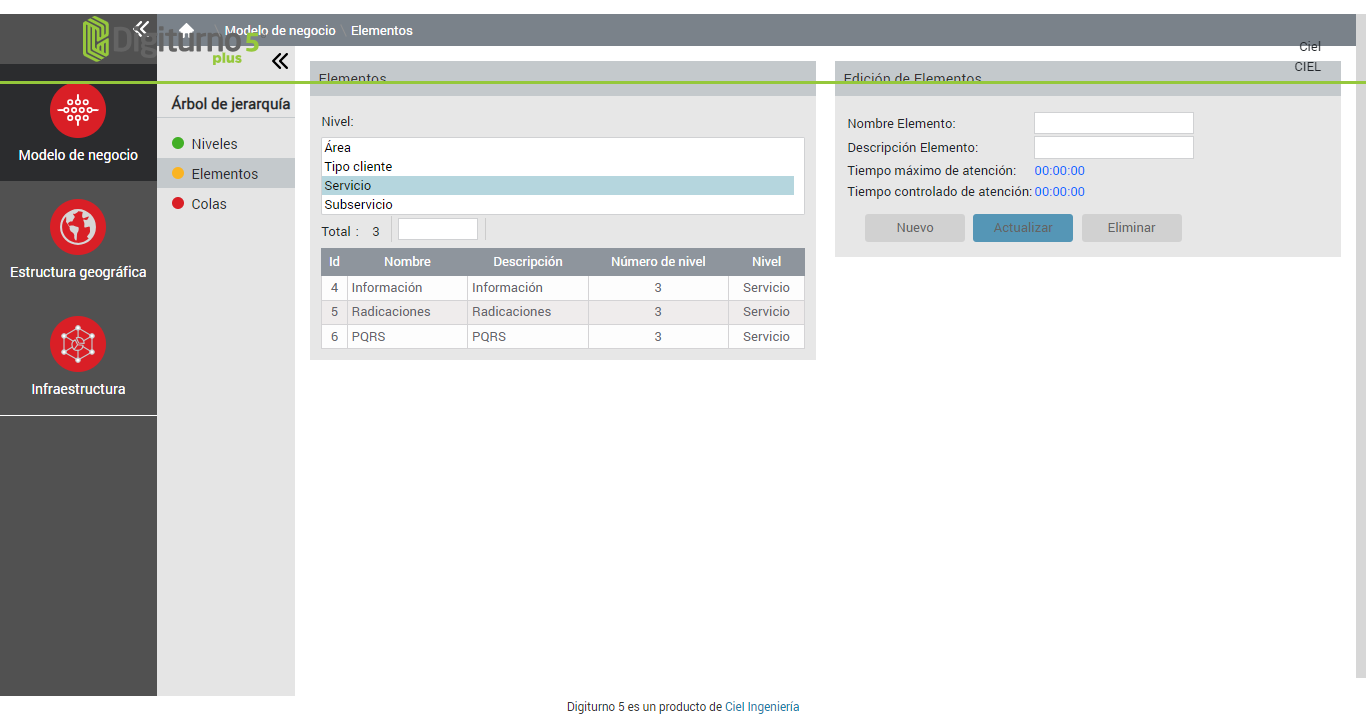 Digiturno 5
plus
Modelo de negocio \ Elementos
Ciel
CIEL
Modelo de negocio
Estructura geográfica
Infraestructura
Árbol de jerarquía
Niveles
Elementos
Colas
Elementos
Nivel:
Área
Tipo cliente
Servicio
Subservicio
Total : 3
Id Nombre Descripción Número de nivel Nivel
4 Información Información 3 Servicio
5 Radicaciones Radicaciones 3 Servicio
6 PQRS PQRS 3 Servicio
Edición de Elementos
Nombre Elemento:
Descripción Elemento:
Tiempo máximo de atención: 00:00:00
Tiempo controlado de atención: 00:00:00
Nuevo Actualizar Eliminar
Digiturno 5 es un producto de Ciel Ingeniería